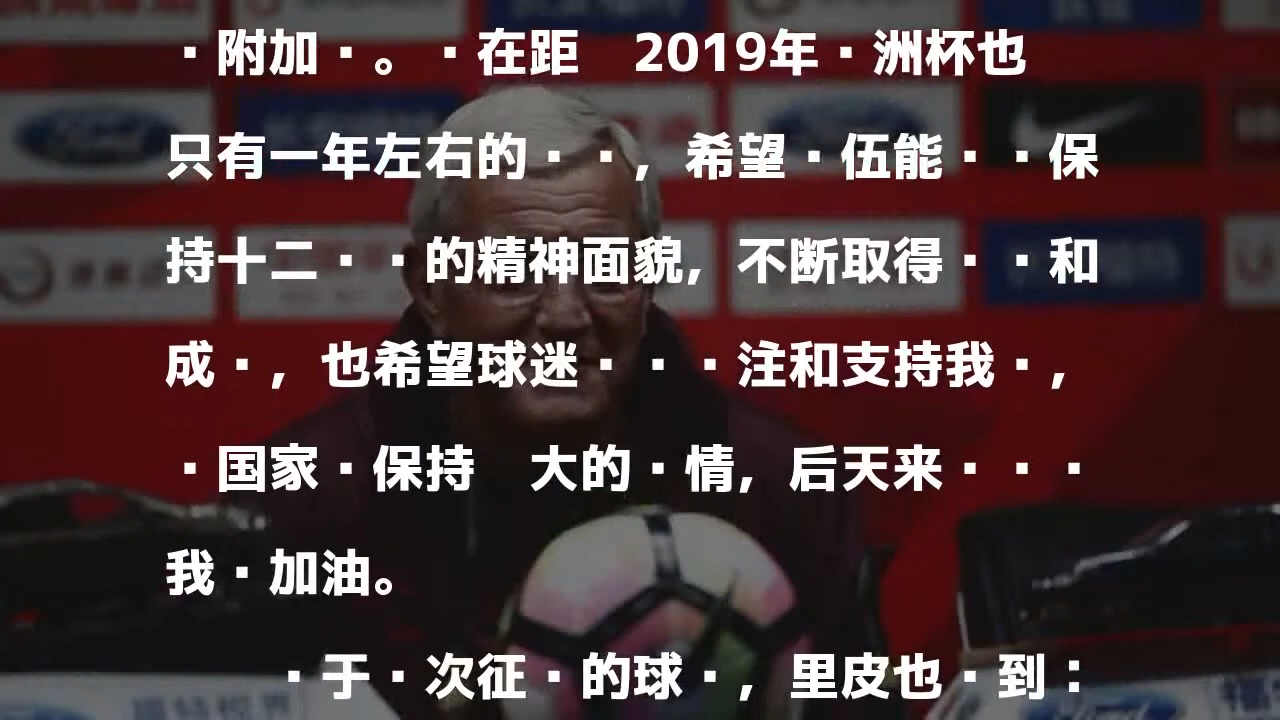 ·附加·。·在距　2019年·洲杯也
只有一年左右的··，希望·伍能··保
持十二··的精神面貌，不断取得··和
成·，也希望球迷···注和支持我·，
·国家·保持　大的·情，后天来···
我·加油。
·于·次征·的球·，里皮也·到：